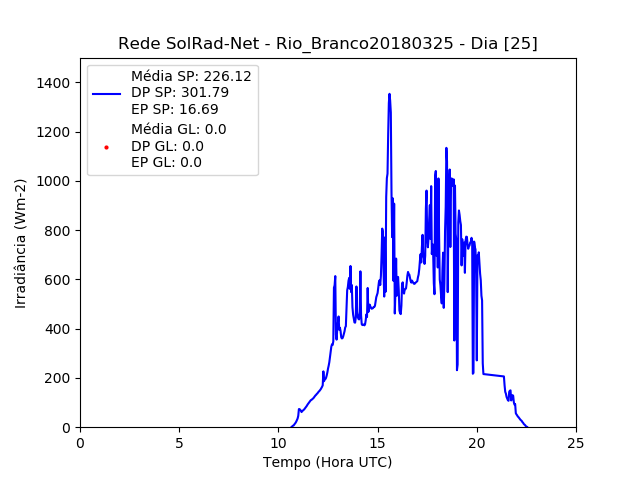 Rede SolRad-Net - Rio_Branco20180325 - Dia [25]
Média SP: 226.12
DP SP: 301.79
EP SP: 16.69
Média GL: 0.0
DP GL: 0.0
EP GL: 0.0
1400
1200
1000
800
600
400
200
0
Irradiância (Wm-2)
0 5 10 15 20 25
Tempo (Hora UTC)